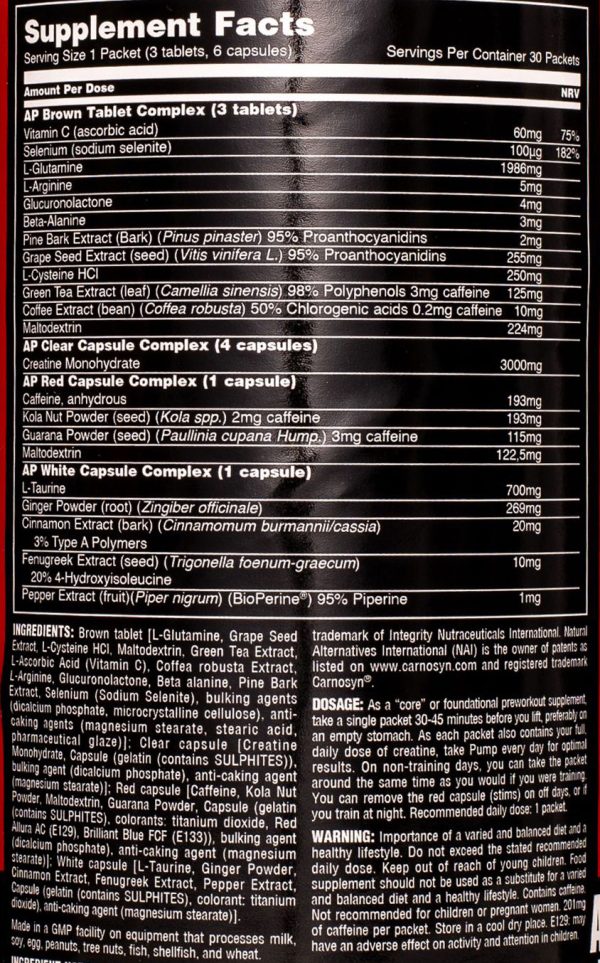 Supplement Facts
Serving Size 1 Packet (3 tablets, 6 capsules)
Servings Per Container 30 Packets
Amount Per Dose NRV
AP Brown Tablet Complex (3 tablets)
Vitamin C (ascorbic acid) 60mg 75%
Selenium (sodium selenite) 100µg 182%
L-Glutamine 1986mg
L-Arginine 5mg
Glucuronolactone 4mg
Beta-Alanine 3mg
Pine Bark Extract (Bark) (Pinus pinaster) 95% Proanthocyanidins 2mg
Grape Seed Extract (seed) (Vitis vinifera L.) 95% Proanthocyanidins 255mg
L-Cysteine HCl 250mg
Green Tea Extract (leaf) (Camellia sinensis) 98% Polyphenols 3mg caffeine 125mg
Coffee Extract (bean) (Coffea robusta) 50% Chlorogenic acids 0.2mg caffeine 10mg
Maltodextrin 224mg
AP Clear Capsule Complex (4 capsules)
Creatine Monohydrate 3000mg
AP Red Capsule Complex (1 capsule)
Caffeine, anhydrous 193mg
Kola Nut Powder (seed) (Kola spp.) 2mg caffeine 193mg
Guarana Powder (seed) (Paullinia cupana Hump.) 3mg caffeine 115mg
Maltodextrin 122,5mg
AP White Capsule Complex (1 capsule)
L-Taurine 700mg
Ginger Powder (root) (Zingiber officinale) 269mg
Cinnamon Extract (bark) (Cinnamomum burmannii/cassia) 20mg
3% Type A Polymers
Fenugreek Extract (seed) (Trigonella foenum-graecum) 10mg
20% 4-Hydroxyisoleucine
Pepper Extract (fruit)(Piper nigrum) (BioPerine®) 95% Piperine 1mg
INGREDIENTS: Brown tablet [L-Glutamine, Grape Seed
Extract, L-Cysteine HCl, Maltodextrin, Green Tea Extract,
L-Ascorbic Acid (Vitamin C), Coffea robusta Extract,
L-Arginine, Glucuronolactone, Beta alanine, Pine Bark
Extract, Selenium (Sodium Selenite), bulking agents
(dicalcium phosphate, microcrystalline cellulose), anti-
caking agents (magnesium stearate, stearic acid,
pharmaceutical glaze)]; Clear capsule [Creatine
Monohydrate, Capsule (gelatin (contains SULPHITES)),
bulking agent (dicalcium phosphate), anti-caking agent
(magnesium stearate)]; Red capsule [Caffeine, Kola Nut
Powder, Maltodextrin, Guarana Powder, Capsule (gelatin
(contains SULPHITES), colorants: titanium dioxide, Red
Allura AC (E129), Brilliant Blue FCF (E133)), bulking agent
(dicalcium phosphate), anti-caking agent (magnesium
stearate)]; White capsule [L-Taurine, Ginger Powder,
Cinnamon Extract, Fenugreek Extract, Pepper Extract,
Capsule (gelatin (contains SULPHITES), colorant: titanium
dioxide), anti-caking agent (magnesium stearate)].
Made in a GMP facility on equipment that processes milk,
soy, egg, peanuts, tree nuts, fish, shellfish, and wheat.
trademark of Integrity Nutraceuticals International. Natural
Alternatives International (NAI) is the owner of patents as
listed on www.carnosyn.com and registered trademark
Carnosyn®.
DOSAGE: As a "core" or foundational preworkout supplement,
take a single packet 30-45 minutes before you lift, preferably on
an empty stomach. As each packet also contains your full,
daily dose of creatine, take Pump every day for optimal
results. On non-training days, you can take the packet
around the same time as you would if you were training.
You can remove the red capsule (stims) on off days, or if
you train at night. Recommended daily dose: 1 packet.
WARNING: Importance of a varied and balanced diet and a
healthy lifestyle. Do not exceed the stated recommended
daily dose. Keep out of reach of young children. Food
supplement should not be used as a substitute for a varied
and balanced diet and a healthy lifestyle. Contains caffeine.
Not recommended for children or pregnant women. 201mg
of caffeine per packet. Store in a cool dry place. E129: may
have an adverse effect on activity and attention in children.